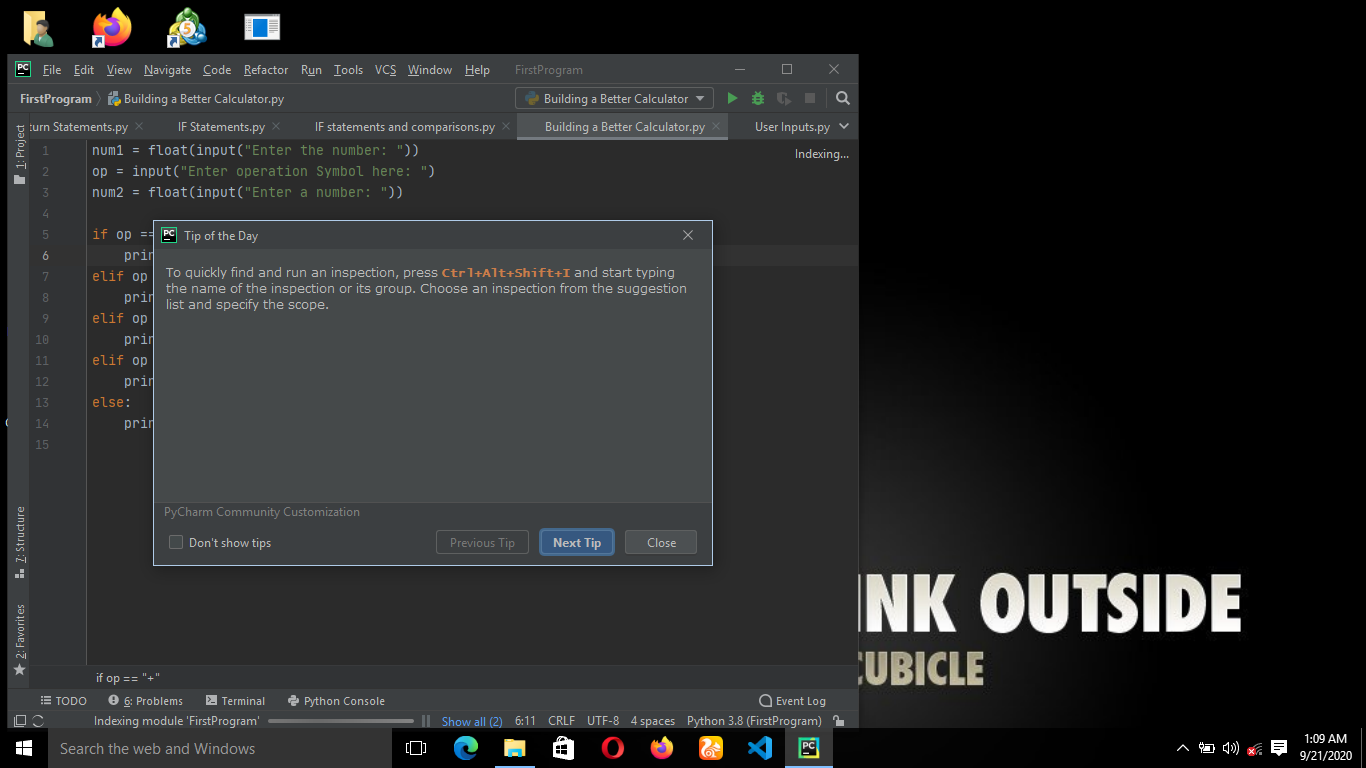 File Edit View Navigate Code Refactor Run Tools VCS Window Help FirstProgram
FirstProgram Building a Better Calculator.py Building a Better Calculator
turn Statements.py IF Statements.py IF statements and comparisons.py Building a Better Calculator.py User Inputs.py
1: Project
Indexing...
1 num1 = float(input("Enter the number: "))
2 op = input("Enter operation Symbol here: ")
3 num2 = float(input("Enter a number: "))
4
5 if op ==
6 prin
7 elif op
8 prin
9 elif op
10 prin
11 elif op
12 prin
13 else:
14 prin
15
Tip of the Day
To quickly find and run an inspection, press Ctrl+Alt+Shift+I and start typing
the name of the inspection or its group. Choose an inspection from the suggestion
list and specify the scope.
PyCharm Community Customization
Don't show tips Previous Tip Next Tip Close
7: Structure
2: Favorites
if op == "+"
TODO 6: Problems Terminal Python Console Event Log
Indexing module 'FirstProgram' Show all (2) 6:11 CRLF UTF-8 4 spaces Python 3.8 (FirstProgram)
INK OUTSIDE
CUBICLE
Search the web and Windows
1:09 AM
9/21/2020
PC
PC
PC
5